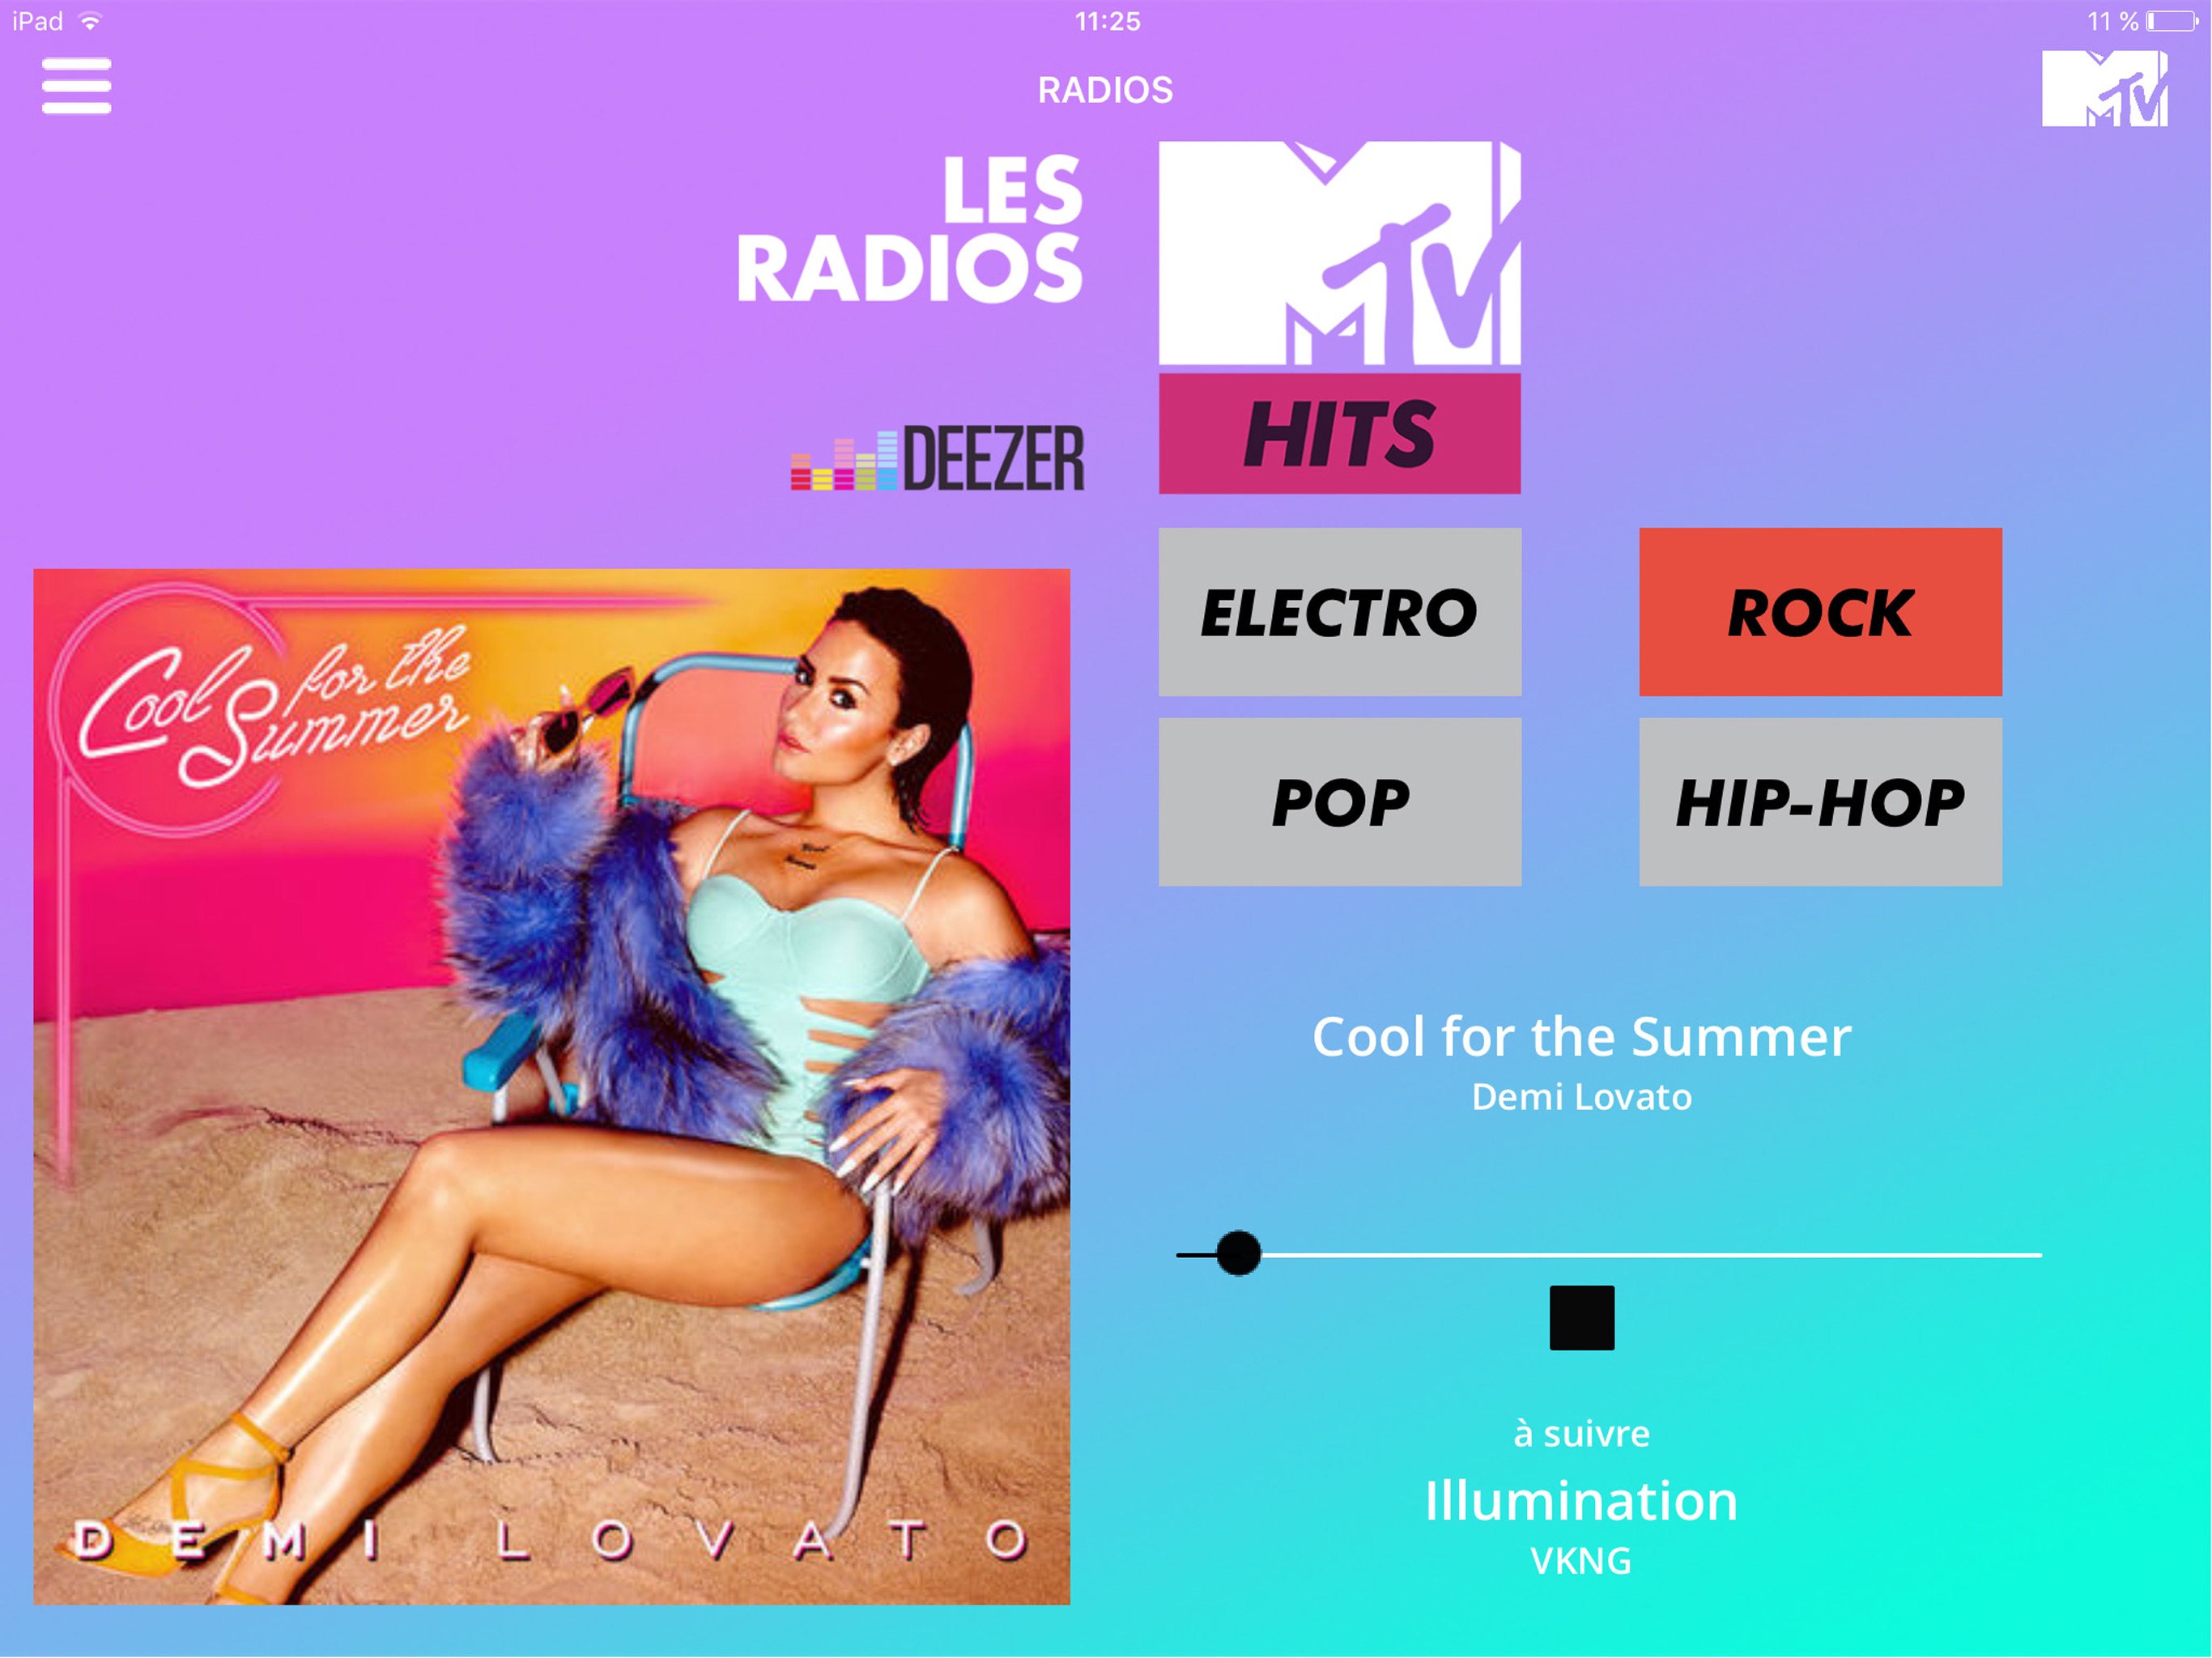 iPad
11:25
11 %
RADIOS
MTV
LES
RADIOS
MTV
HITS
DEEZER
ELECTRO
ROCK
POP
HIP-HOP
Cool for the
Summer
DEMI LOVATO
Cool for the Summer
Demi Lovato
à suivre
Illumination
VKNG